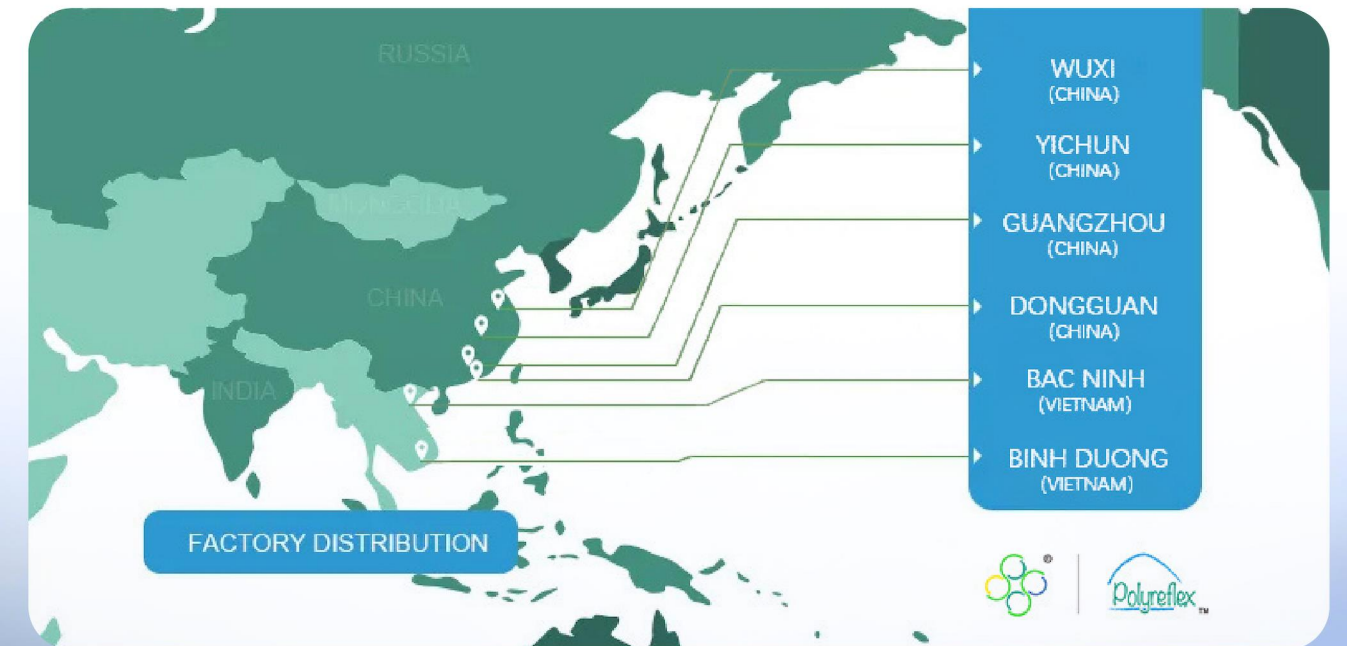 RUSSIA
MONGOLIA
CHINA
INDIA
WUXI
(CHINA)
YICHUN
(CHINA)
GUANGZHOU
(CHINA)
DONGGUAN
(CHINA)
BAC NINH
(VIETNAM)
BINH DUONG
(VIETNAM)
FACTORY DISTRIBUTION
®
Polyreflex ™